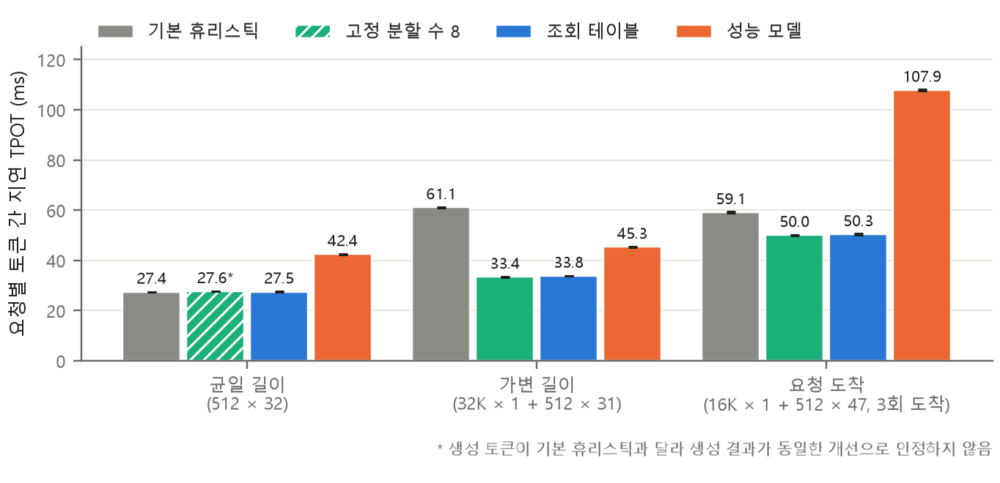 기본 휴리스틱 고정 분할 수 8 조회 테이블 성능 모델
요청별 토큰 간 지연 TPOT (ms)
120
100
80
60
40
20
0
27.4 27.6* 27.5 42.4
61.1 33.4 33.8 45.3
59.1 50.0 50.3 107.9
균일 길이
(512 × 32)
가변 길이
(32K × 1 + 512 × 31)
요청 도착
(16K × 1 + 512 × 47, 3회 도착)
* 생성 토큰이 기본 휴리스틱과 달라 생성 결과가 동일한 개선으로 인정하지 않음